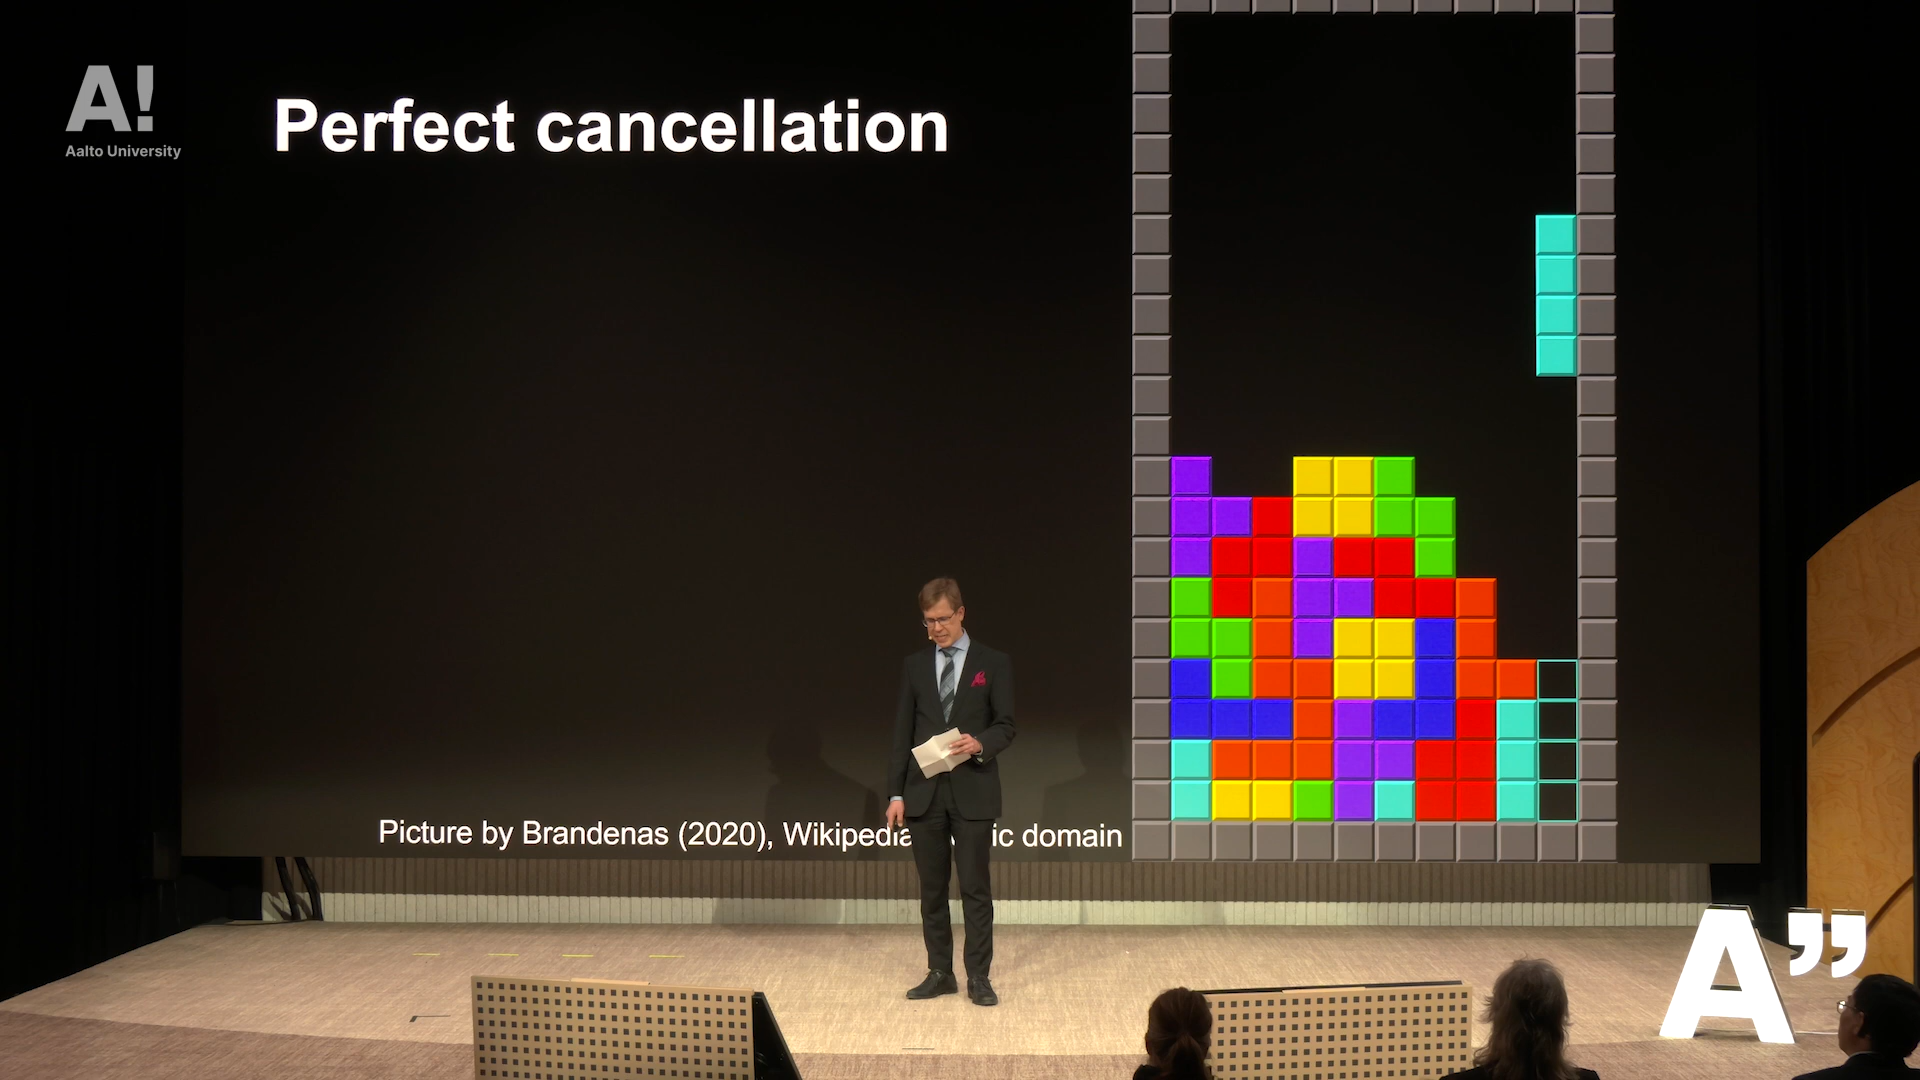 A!
Aalto University
Perfect cancellation
Picture by Brandenas (2020), Wikipedia ic domain
A”